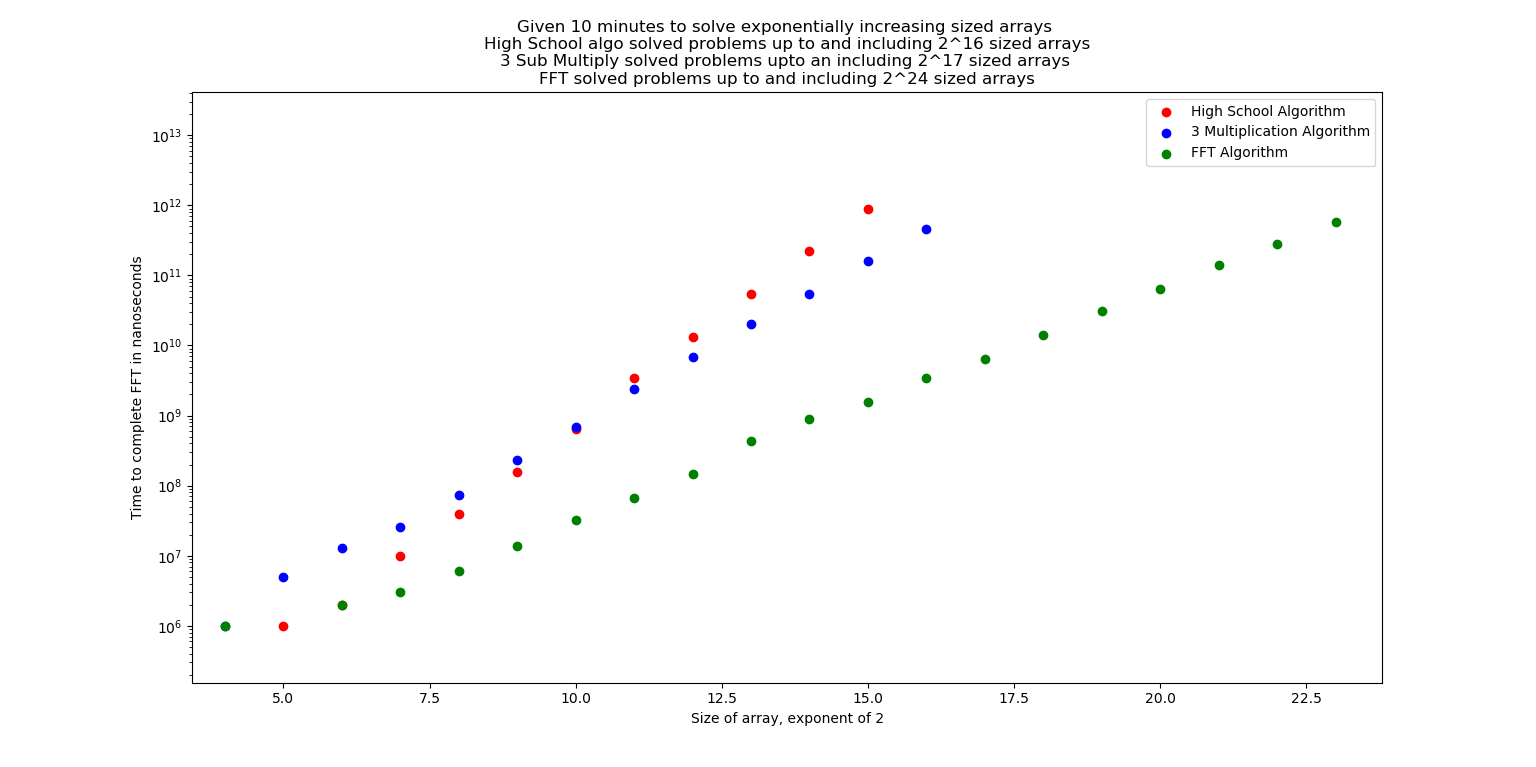 Given 10 minutes to solve exponentially increasing sized arrays
High School algo solved problems up to and including 2^16 sized arrays
3 Sub Multiply solved problems upto an including 2^17 sized arrays
FFT solved problems up to and including 2^24 sized arrays
High School Algorithm
3 Multiplication Algorithm
FFT Algorithm
Time to complete FFT in nanoseconds
10^13
10^12
10^11
10^10
10^9
10^8
10^7
10^6
5.0 7.5 10.0 12.5 15.0 17.5 20.0 22.5
Size of array, exponent of 2